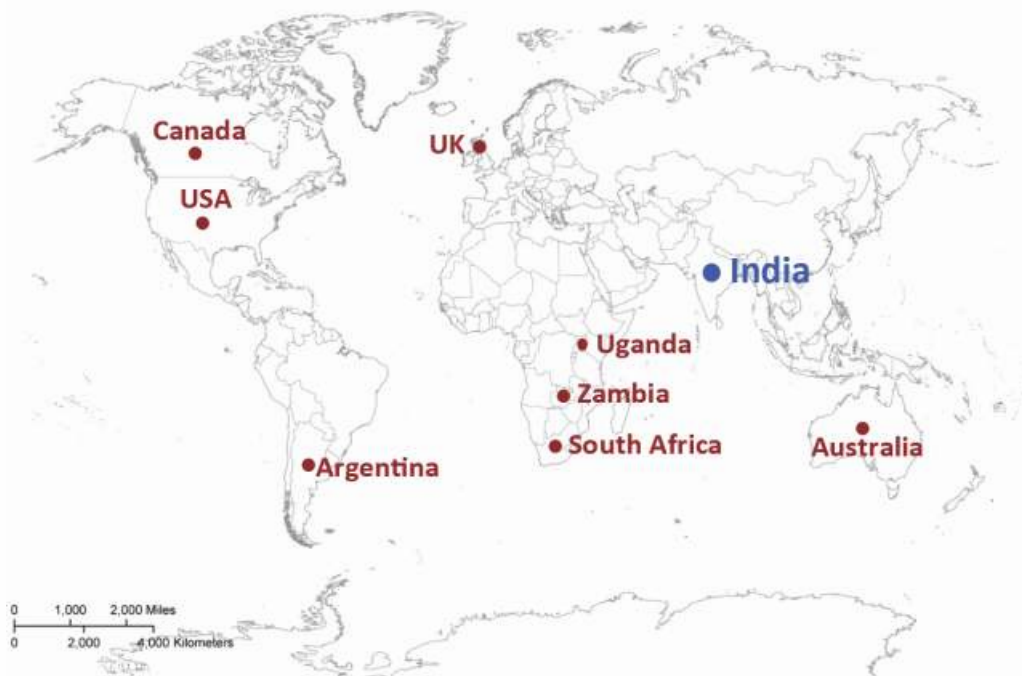 Canada
UK
USA
India
Uganda
Zambia
South Africa
Australia
Argentina
0 1,000 2,000 Miles
0 2,000 4,000 Kilometers